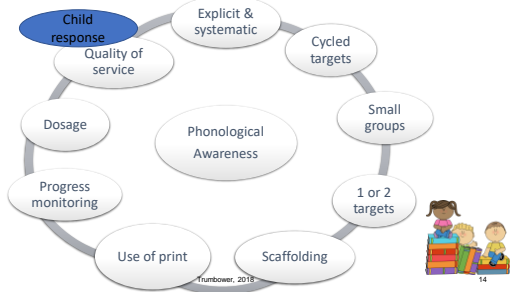 Child
response
Explicit &
systematic
Quality of
service
Cycled
targets
Dosage
Small
groups
Phonological
Awareness
Progress
monitoring
1 or 2
targets
Use of print
Scaffolding
Trumbower, 2018
14